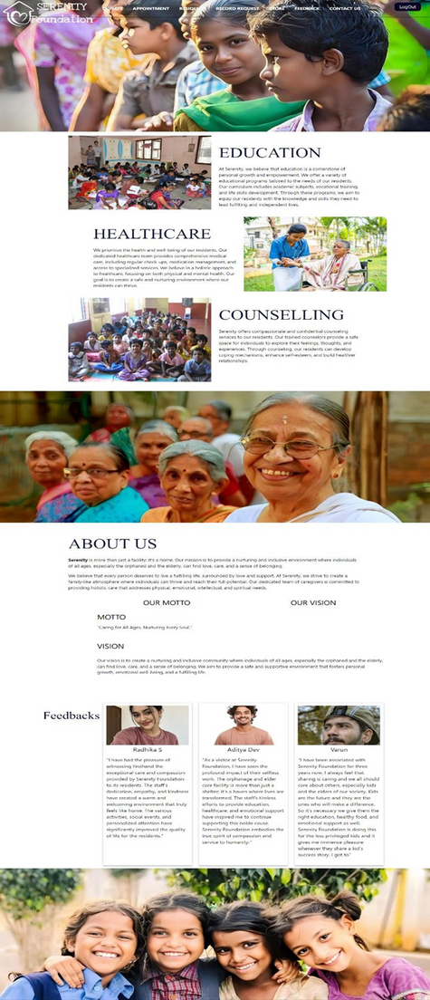 SERENITY
Foundation
DONATE APPOINTMENT RESIDENT RECORD REQUEST STORE FEEDBACK CONTACT US
LogOut
EDUCATION
At Serenity, we believe that education is a cornerstone of
personal growth and empowerment. We offer a variety of
educational programs tailored to the needs of our residents.
Our curriculum includes academic subjects, vocational training,
and life skills development. Through these programs, we aim to
equip our residents with the knowledge and skills they need to
lead fulfilling and independent lives.
HEALTHCARE
We prioritize the health and well-being of our residents. Our
dedicated healthcare team provides comprehensive medical
care, including regular check-ups, medication management, and
access to specialized services. We believe in a holistic approach
to healthcare, focusing on both physical and mental health. Our
goal is to create a safe and nurturing environment where our
residents can thrive.
COUNSELLING
Serenity offers compassionate and confidential counseling
services to our residents. Our trained counselors provide a safe
space for individuals to explore their feelings, thoughts, and
experiences. Through counseling, our residents can develop
coping mechanisms, enhance self-esteem, and build healthier
relationships.
ABOUT US
Serenity is more than just a facility; it's a home. Our mission is to provide a nurturing and inclusive environment where individuals
of all ages, especially the orphaned and the elderly, can find love, care, and a sense of belonging.
We believe that every person deserves to live a fulfilling life, surrounded by love and support. At Serenity, we strive to create a
family-like atmosphere where individuals can thrive and reach their full potential. Our dedicated team of caregivers is committed to
providing holistic care that addresses physical, emotional, intellectual, and spiritual needs.
OUR MOTTO OUR VISION
MOTTO
"Caring for All Ages, Nurturing Every Soul."
VISION
Our vision is to create a nurturing and inclusive community where individuals of all ages, especially the orphaned and the elderly,
can find love, care, and a sense of belonging. We aim to provide a safe and supportive environment that fosters personal
growth, emotional well-being, and a fulfilling life.
Feedbacks
Radhika S
"I have had the pleasure of
witnessing firsthand the
exceptional care and compassion
provided by Serenity Foundation
to its residents. The staff's
dedication, empathy, and kindness
have created a warm and
welcoming environment that truly
feels like home. The various
activities, social events, and
personalized attention have
significantly improved the quality
of life for the residents."
Aditya Dev
"As a visitor at Serenity
Foundation, I have seen the
profound impact of their selfless
work. The orphanage and elder
care facility is more than just a
shelter; it's a haven where lives are
transformed. The staff's tireless
efforts to provide education,
healthcare, and emotional support
have inspired me to continue
supporting this noble cause.
Serenity Foundation embodies the
true spirit of compassion and
service to humanity."
Varun
"I have been associated with
Serenity Foundation for three
years now. I always feel that
sharing is caring and we all should
care about others, especially kids
and the elders of our society. Kids
are the future and they are the
ones who will make a difference.
So it's necessary we give them the
right education, healthy food, and
emotional support as well.
Serenity Foundation is doing this
for the less privileged kids and it
gives me immense pleasure
whenever they share a kid's
success story. I got to"